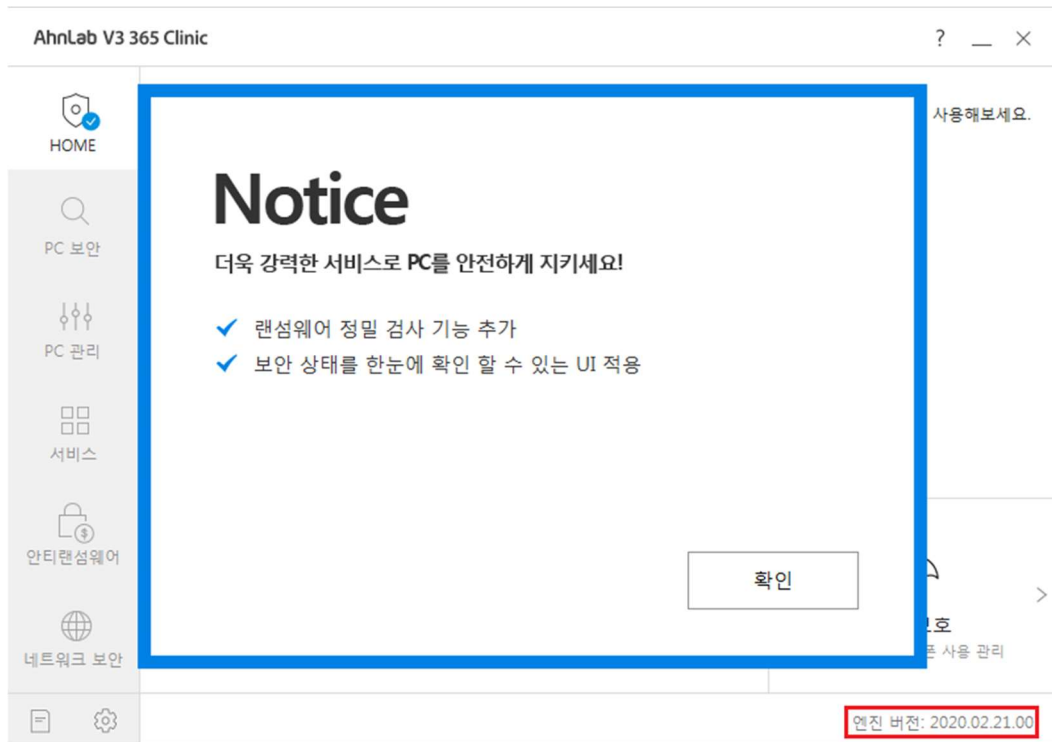 AhnLab V3 365 Clinic
?
HOME
사용해보세요.
PC 보안
PC 관리
서비스
안티랜섬웨어
네트워크 보안
Notice
더욱 강력한 서비스로 PC를 안전하게 지키세요!
랜섬웨어 정밀 검사 기능 추가
보안 상태를 한눈에 확인 할 수 있는 UI 적용
확인
사용 관리
엔진 버전: 2020.02.21.00